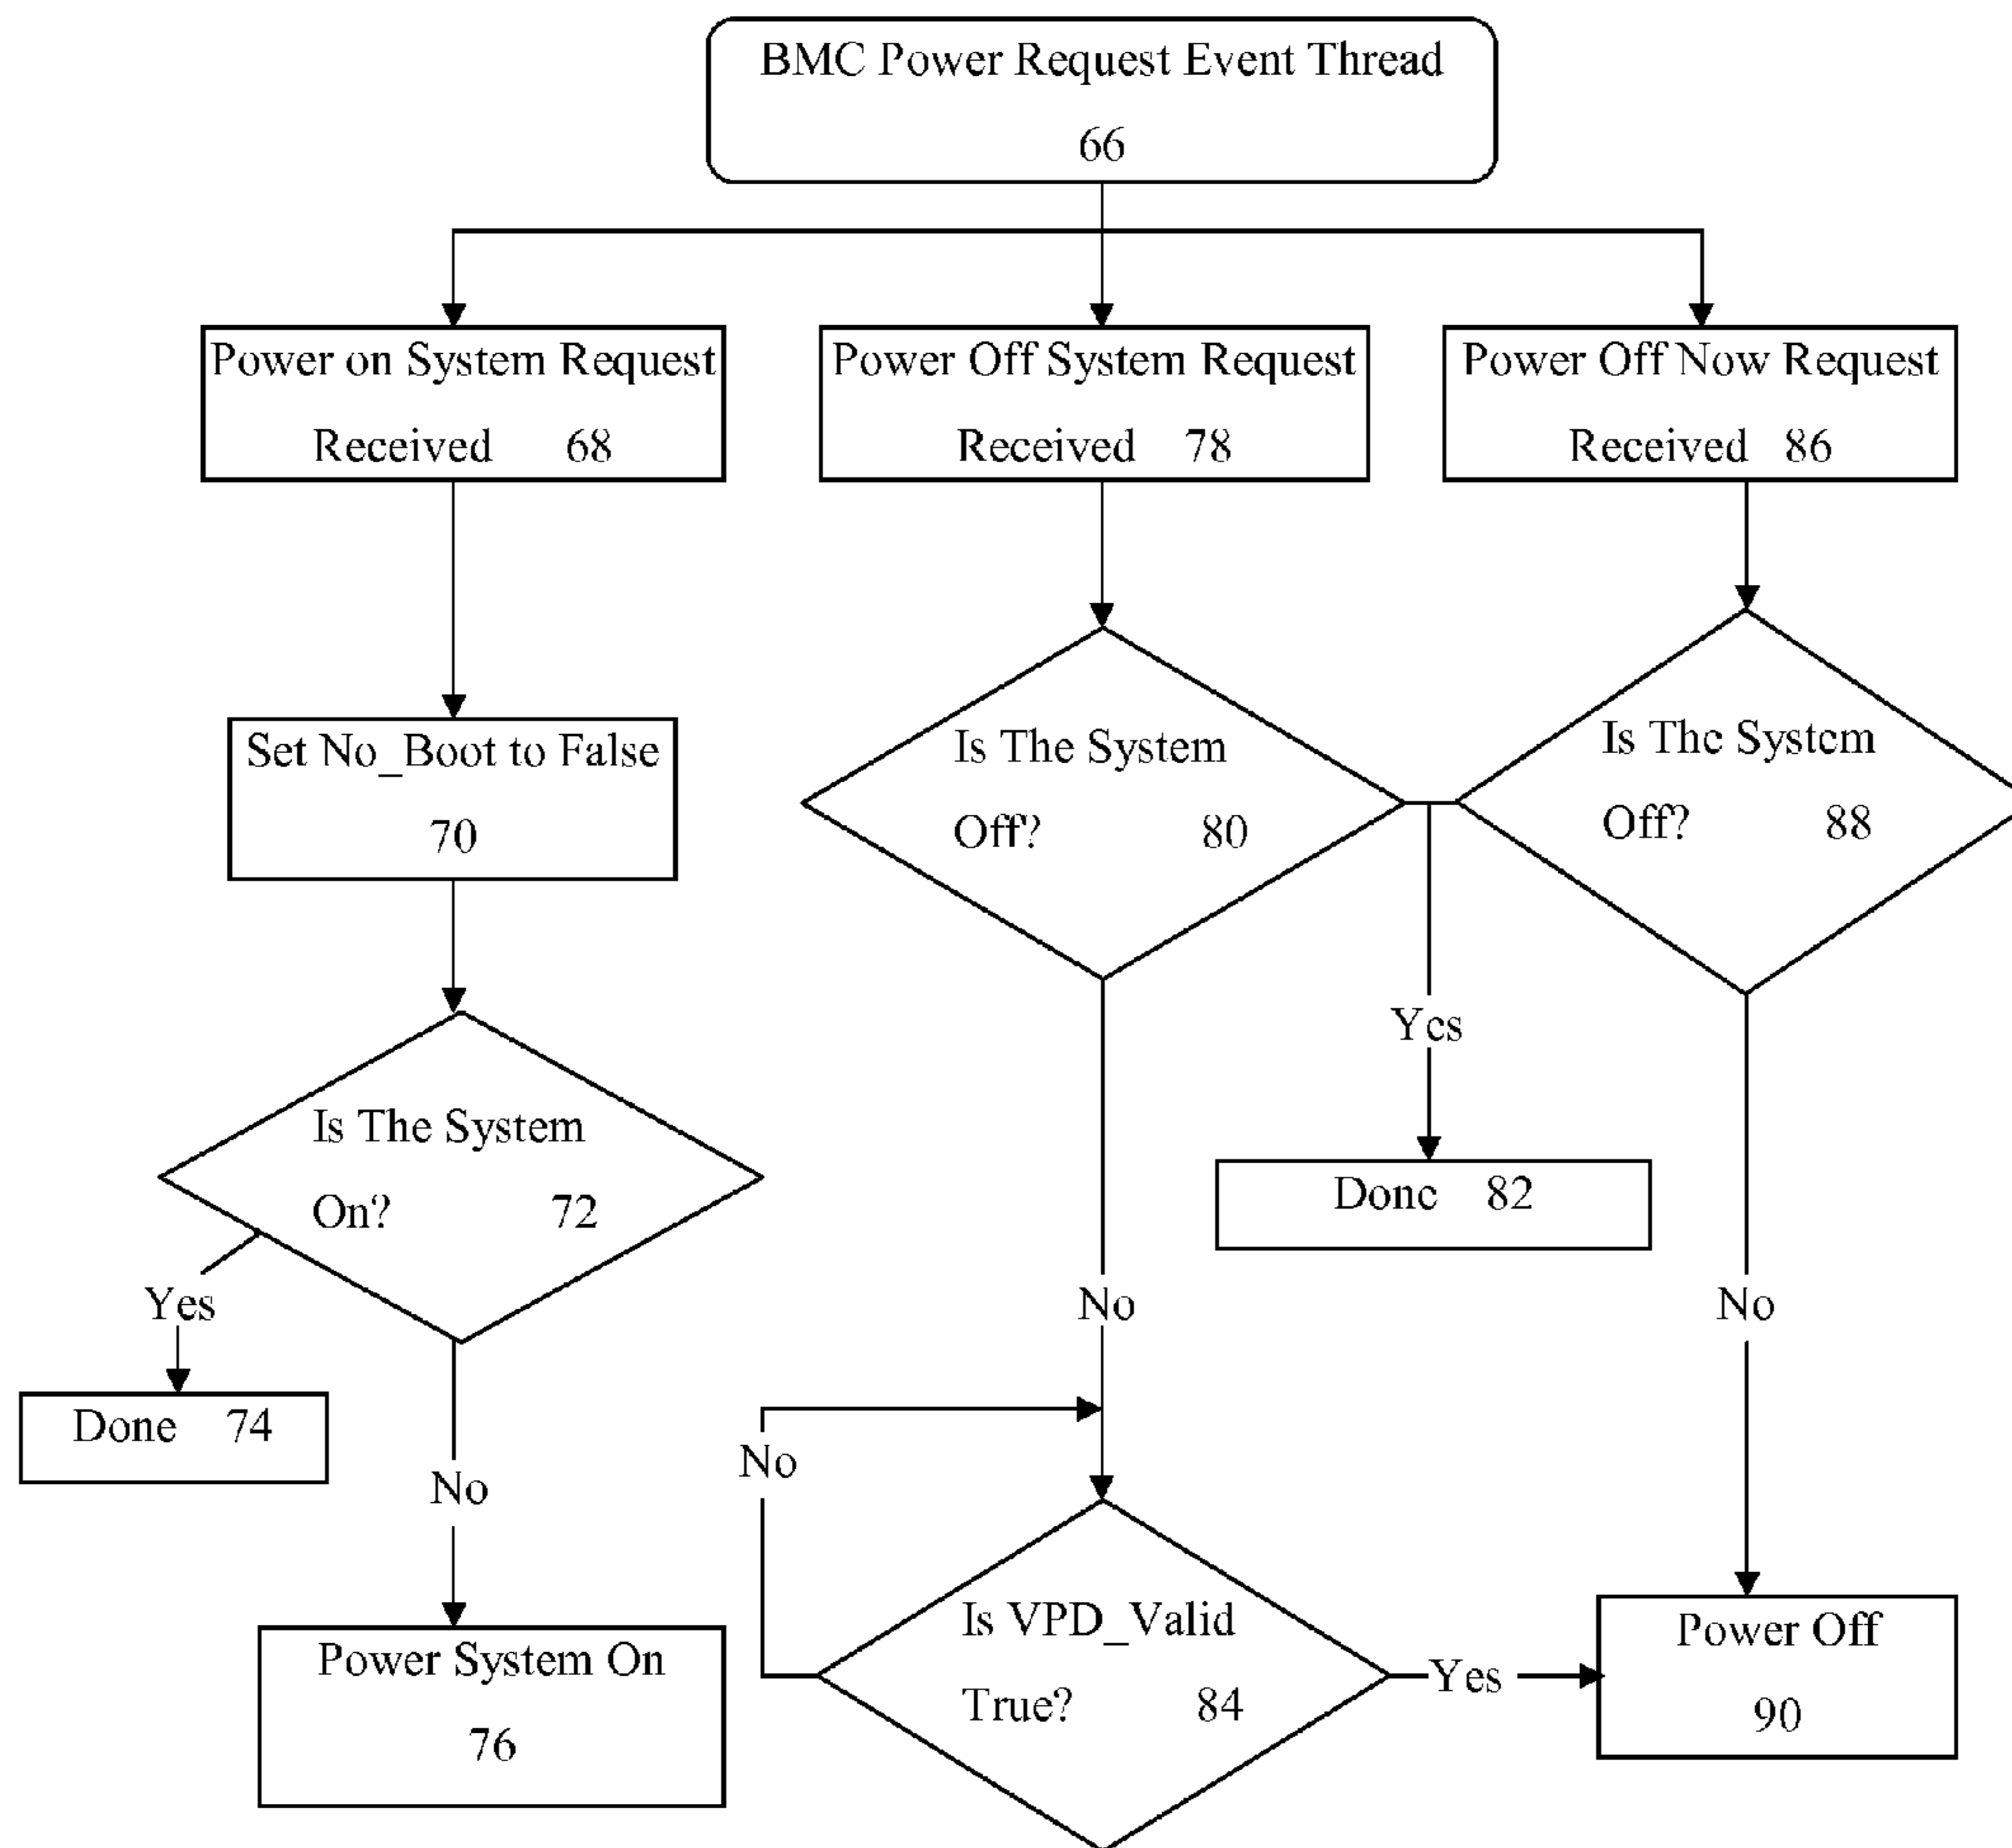 BMC Power Request Event Thread
66
Power on System Request
Received 68
Power Off System Request
Received 78
Power Off Now Request
Received 86
Set No_Boot to False
70
Is The System
Off? 80
Is The System
Off? 88
Is The System
On? 72
Yes
Done 74
No
Power System On
76
Yes
Done 82
No
No
Is VPD_Valid
True? 84
Yes
No
Power Off
90